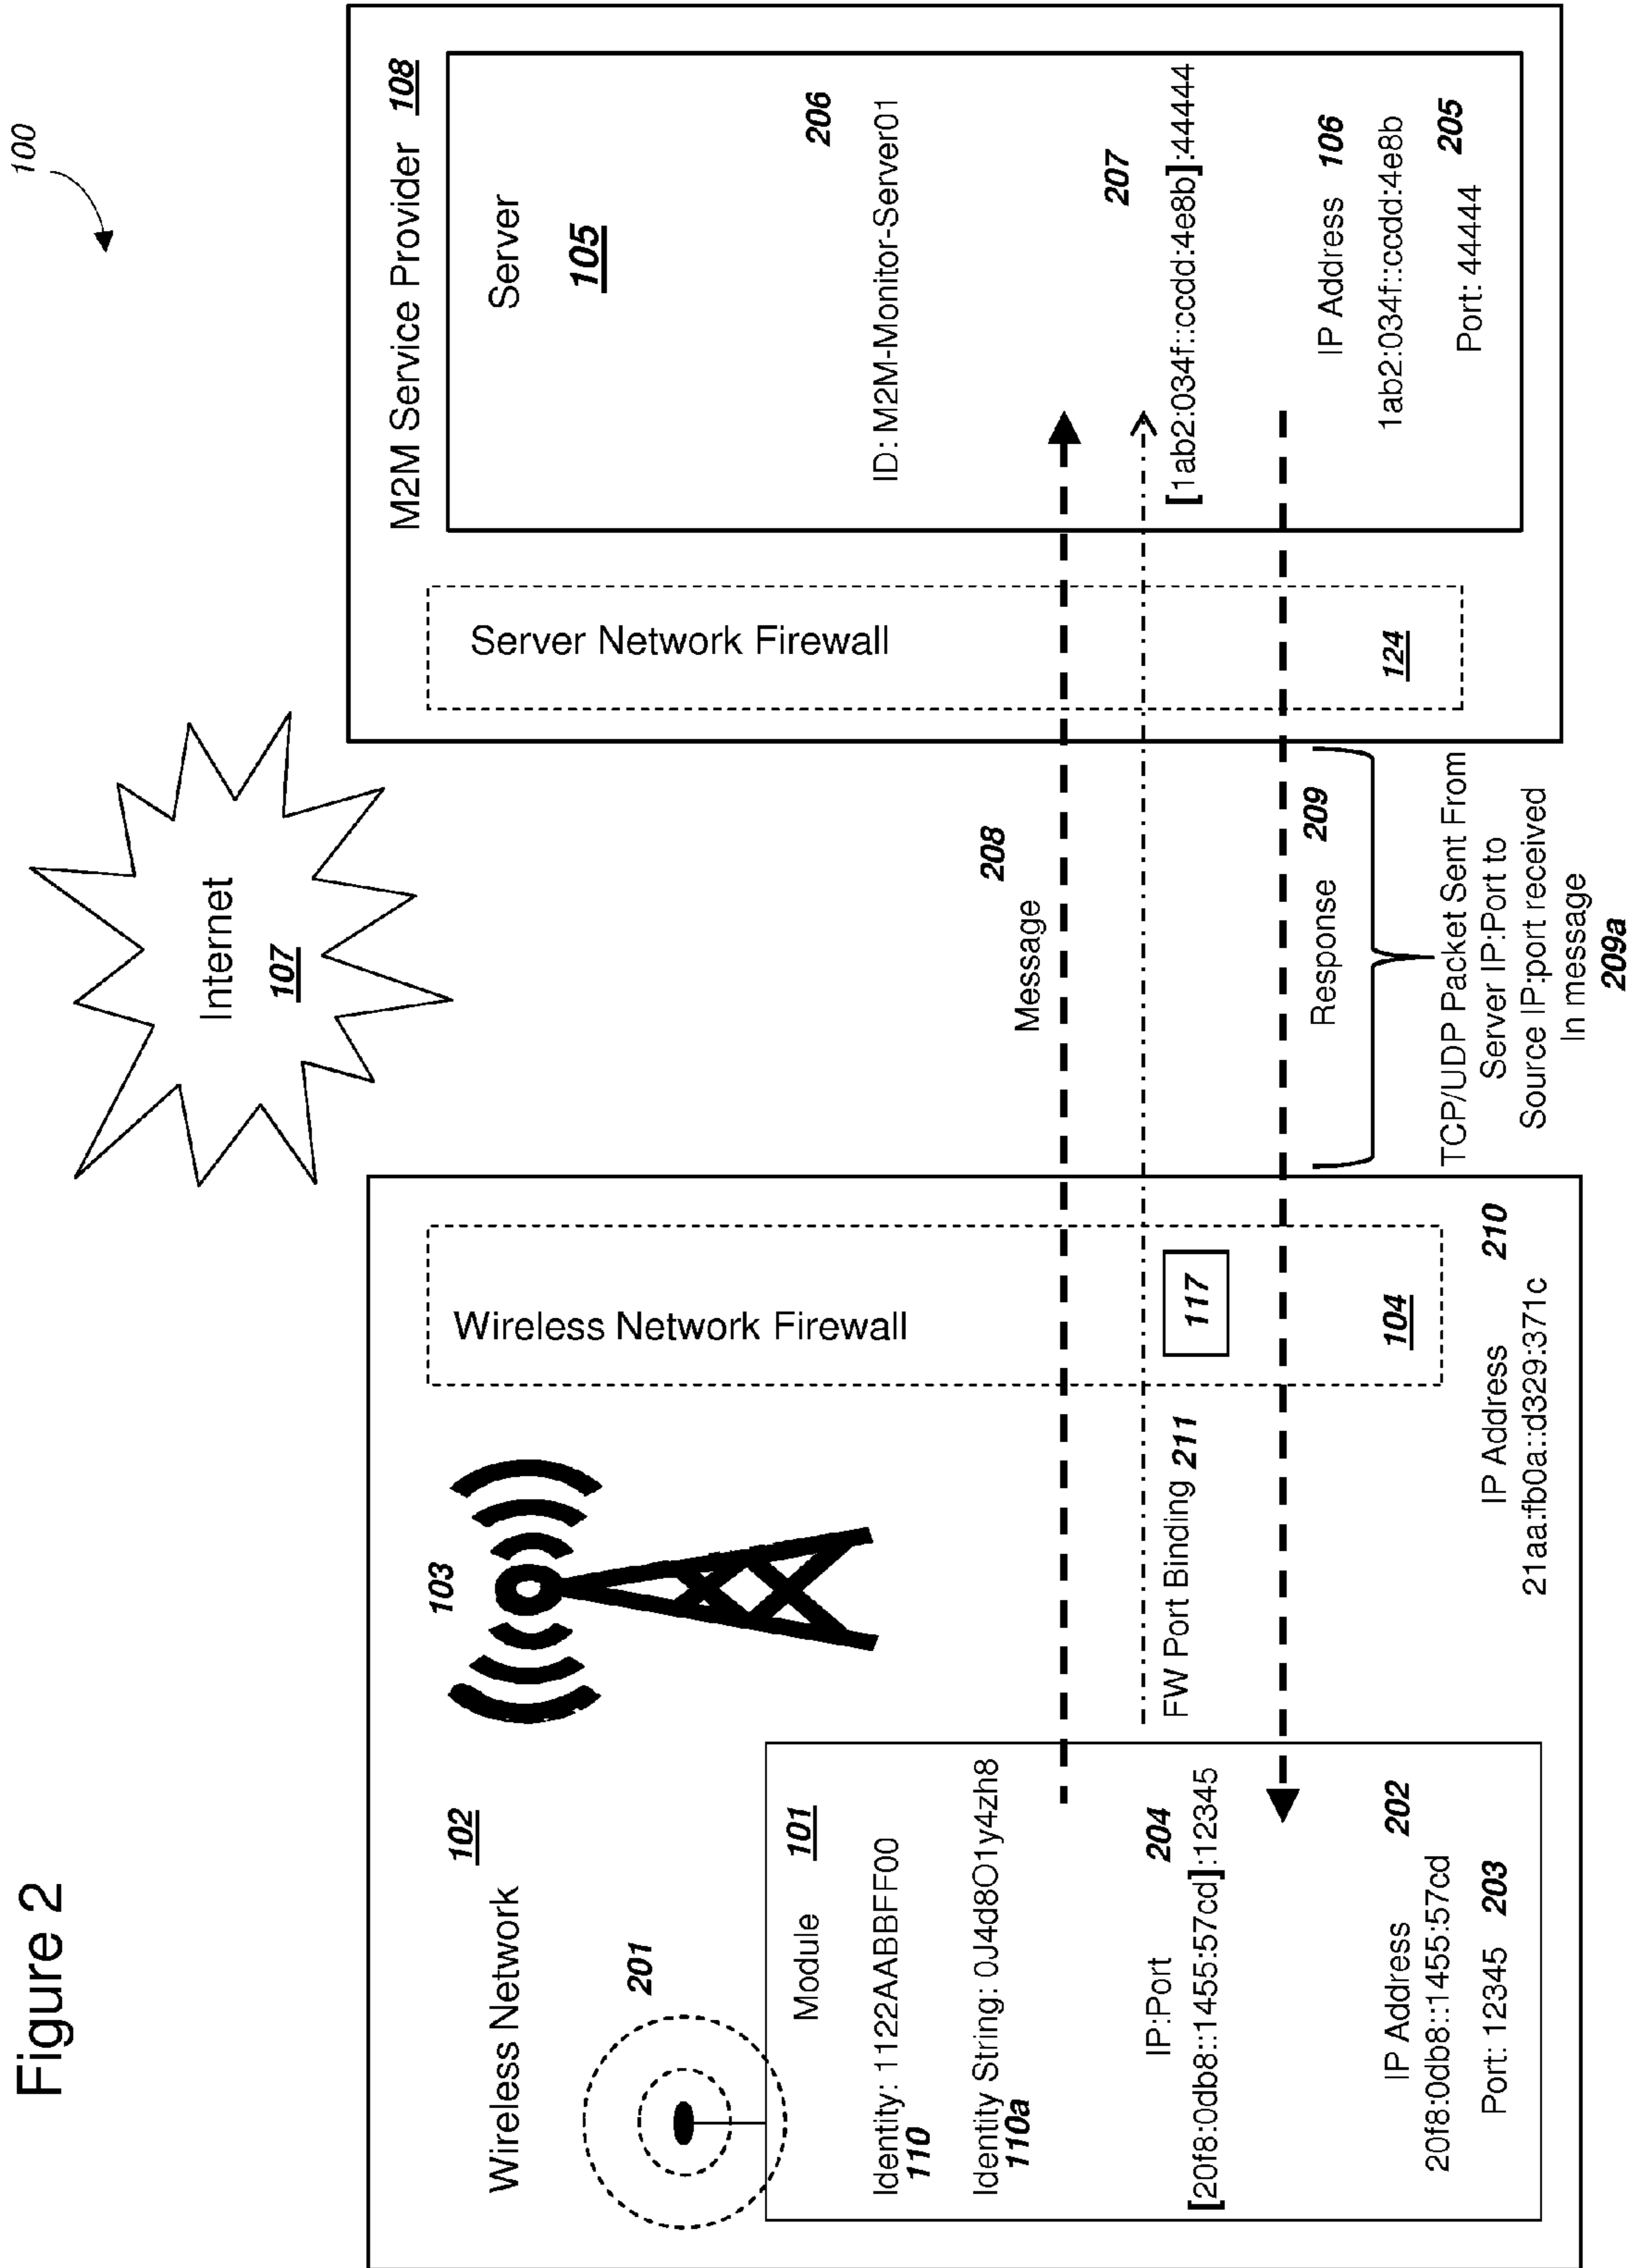 Figure 2
100
Internet
107
Wireless Network 102
103
201
Module 101
Identity: 1122AABBFF00
110
Identity String: 0J4d8O1y4zh8
110a
IP:Port 204
[20f8:0db8::1455:57cd]:12345
IP Address 202
20f8:0db8::1455:57cd
Port: 12345 203
Wireless Network Firewall
FW Port Binding 211
117
104
IP Address 210
21aa:fb0a::d329:371c
208
Message
Response 209
TCP/UDP Packet Sent From
Server IP:Port to
Source IP:port received
In message
209a
M2M Service Provider 108
Server Network Firewall
124
Server
105
206
ID: M2M-Monitor-Server01
207
[1ab2:034f::ccdd:4e8b]:44444
IP Address 106
1ab2:034f::ccdd:4e8b
205
Port: 44444